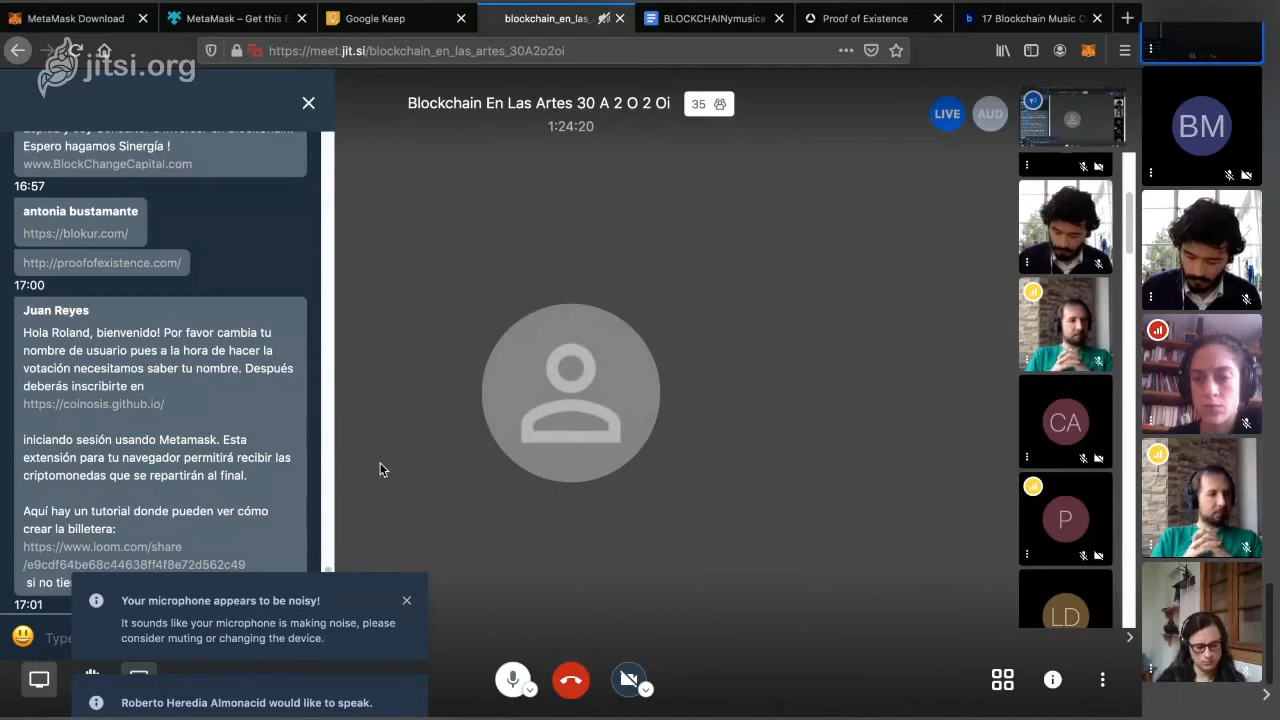 MetaMask Download
MetaMask – Get this E
Google Keep
blockchain_en_las_
BLOCKCHAINymusica
Proof of Existence
17 Blockchain Music C
https://meet.jit.si/blockchain_en_las_artes_30A2o2oi
jitsi.org
Blockchain En Las Artes 30 A 2 O 2 Oi
35
1:24:20
LIVE
AUD
Espero hagamos Sinergía !
www.BlockChangeCapital.com
16:57
antonia bustamante
https://blokur.com/
http://proofofexistence.com/
17:00
Juan Reyes
Hola Roland, bienvenido! Por favor cambia tu
nombre de usuario pues a la hora de hacer la
votación necesitamos saber tu nombre. Después
deberás inscribirte en
https://coinosis.github.io/
iniciando sesión usando Metamask. Esta
extensión para tu navegador permitirá recibir las
criptomonedas que se repartirán al final.
Aquí hay un tutorial donde pueden ver cómo
crear la billetera:
https://www.loom.com/share
/e9cdf64be68c44638ff4f8e72d562c49
si no tie
17:01
Type
Your microphone appears to be noisy!
It sounds like your microphone is making noise, please
consider muting or changing the device.
Roberto Heredia Almonacid would like to speak.
CA
P
LD
BM